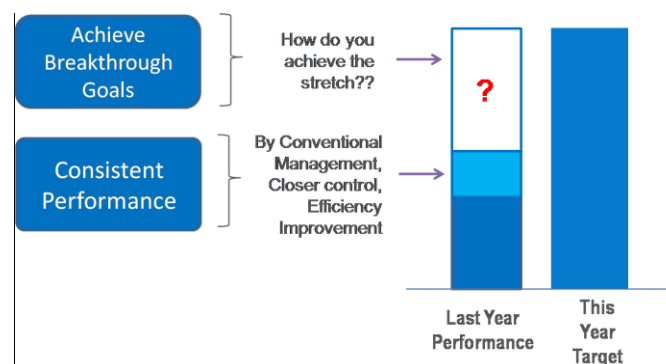 Achieve
Breakthrough
Goals
How do you
achieve the
stretch??
?
Consistent
Performance
By Conventional
Management,
Closer control,
Efficiency
Improvement
Last Year
Performance
This
Year
Target